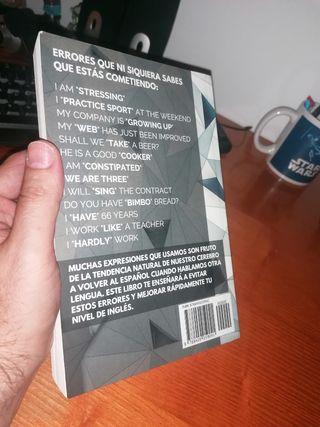 ERRORES QUE NI SIQUIERA SABES
QUE ESTÁS COMETIENDO:
I AM "STRESSING"
I "PRACTICE SPORT" AT THE WEEKEND
MY COMPANY IS "GROWING UP"
MY "WEB" HAS JUST BEEN IMPROVED
SHALL WE "TAKE" A BEER?
HE IS A GOOD "COOKER"
I AM "CONSTIPATED"
"WE ARE THREE"
I WILL "SING" THE CONTRACT
DO YOU HAVE "BIMBO" BREAD?
I "HAVE" 66 YEARS
I WORK "LIKE" A TEACHER
I "HARDLY" WORK
MUCHAS EXPRESIONES QUE USAMOS SON FRUTO
DE LA TENDENCIA NATURAL DE NUESTRO CEREBRO
A VOLVER AL ESPAÑOL CUANDO HABLAMOS OTRA
LENGUA. ESTE LIBRO TE ENSEÑARÁ A EVITAR
ESTOS ERRORES Y MEJORAR RÁPIDAMENTE TU
NIVEL DE INGLÉS.
STAR
WARS